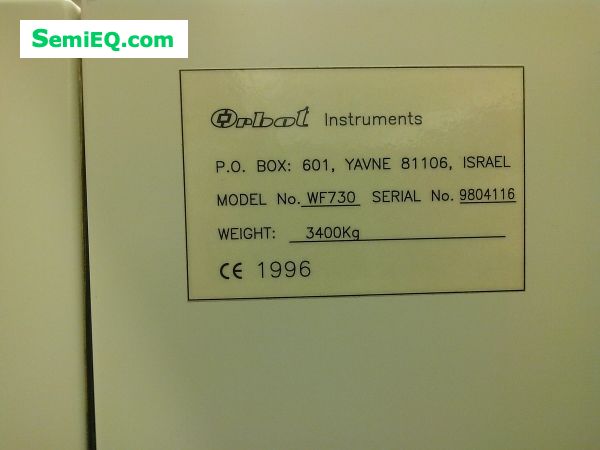 SemiEQ.com
Orbot Instruments
P.O. BOX: 601, YAVNE 81106, ISRAEL
MODEL No. WF730 SERIAL No. 9804116
WEIGHT: 3400Kg
CE 1996